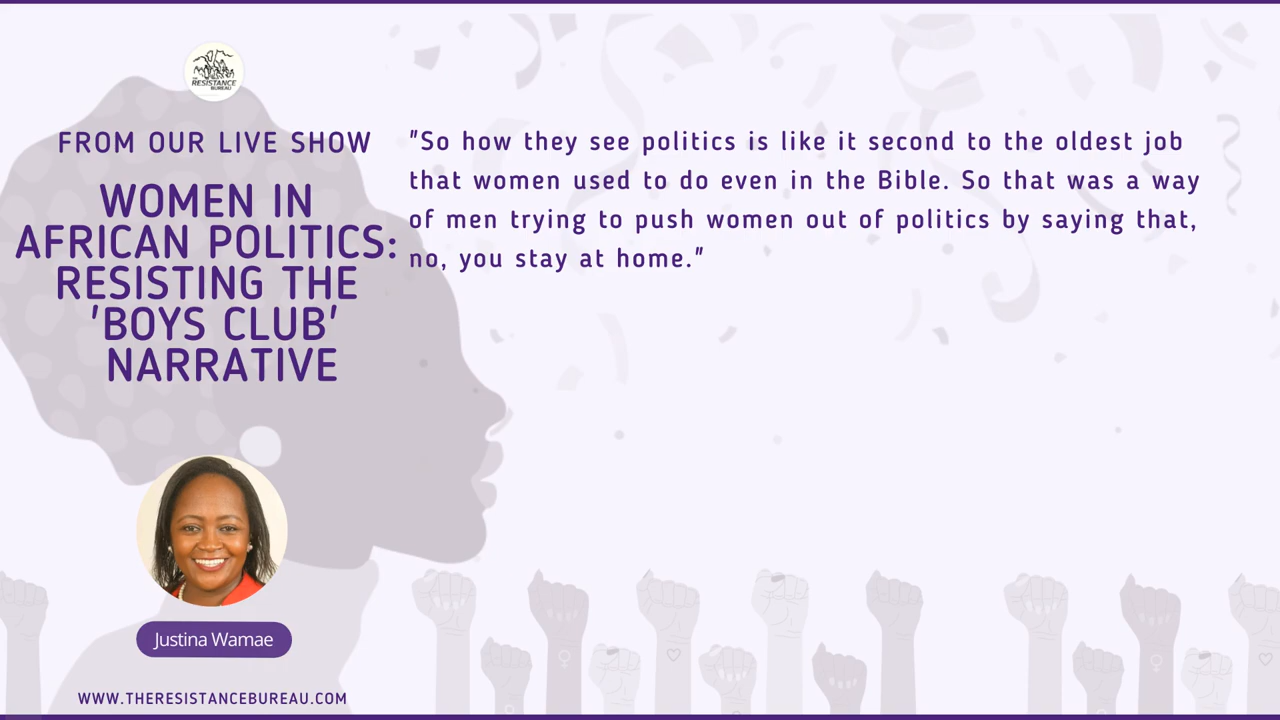 THE
RESISTANCE
BUREAU
FROM OUR LIVE SHOW
WOMEN IN
AFRICAN POLITICS:
RESISTING THE
'BOYS CLUB'
NARRATIVE
Justina Wamae
WWW.THERESISTANCEBUREAU.COM
"So how they see politics is like it second to the oldest job
that women used to do even in the Bible. So that was a way
of men trying to push women out of politics by saying that,
no, you stay at home."